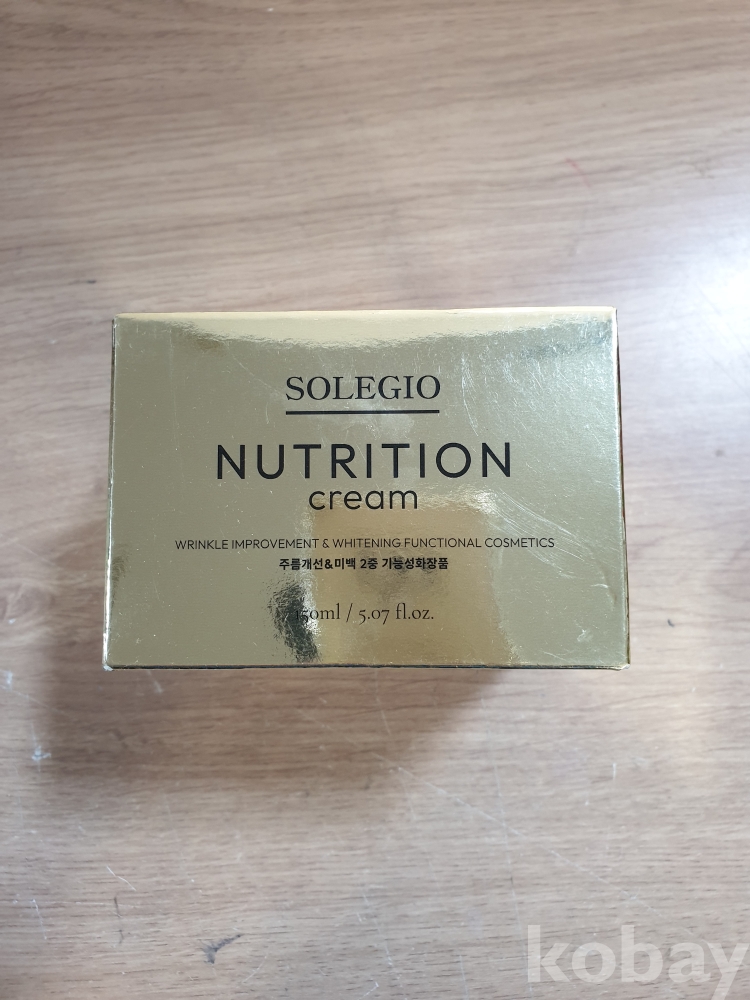 SOLEGIO
NUTRITION
cream
WRINKLE IMPROVEMENT & WHITENING FUNCTIONAL COSMETICS
주름개선&미백 2중 기능성화장품
150ml / 5.07 fl.oz.
kobay